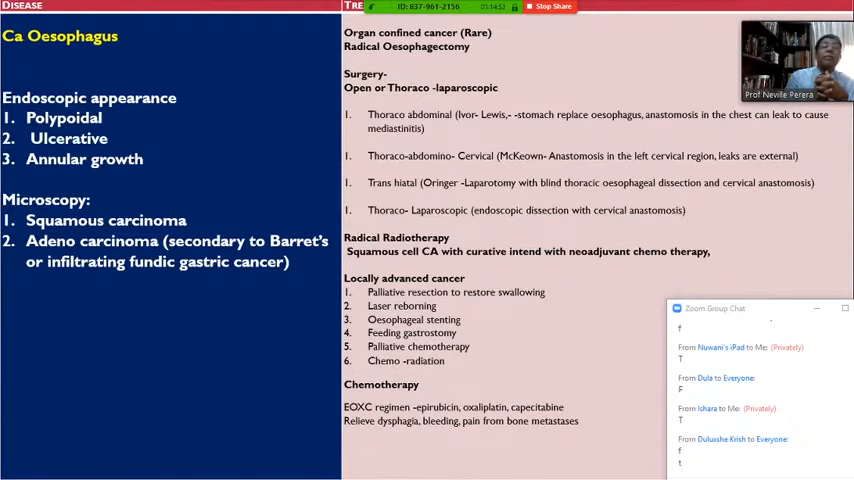 DISEASE
TRE
ID: 837-961-2156
01:14:52
Stop Share
Ca Oesophagus
Endoscopic appearance
1. Polypoidal
2. Ulcerative
3. Annular growth
Microscopy:
1. Squamous carcinoma
2. Adeno carcinoma (secondary to Barret's
or infiltrating fundic gastric cancer)
Organ confined cancer (Rare)
Radical Oesophagectomy
Surgery-
Open or Thoraco -laparoscopic
1. Thoraco abdominal (Ivor- Lewis,- -stomach replace oesophagus, anastomosis in the chest can leak to cause
mediastinitis)
1. Thoraco-abdomino- Cervical (McKeown- Anastomosis in the left cervical region, leaks are external)
1. Trans hiatal (Oringer -Laparotomy with blind thoracic oesophageal dissection and cervical anastomosis)
1. Thoraco- Laparoscopic (endoscopic dissection with cervical anastomosis)
Radical Radiotherapy
Squamous cell CA with curative intend with neoadjuvant chemo therapy,
Locally advanced cancer
1. Palliative resection to restore swallowing
2. Laser reborning
3. Oesophageal stenting
4. Feeding gastrostomy
5. Palliative chemotherapy
6. Chemo -radiation
Chemotherapy
EOXC regimen -epirubicin, oxaliplatin, capecitabine
Relieve dysphagia, bleeding, pain from bone metastases
Prof Neville Perera
Zoom Group Chat
f
From Nuwani's iPad to Me: (Privately)
T
From Dula to Everyone:
F
From Ishara to Me: (Privately)
T
From Duluxshe Krish to Everyone:
f
t